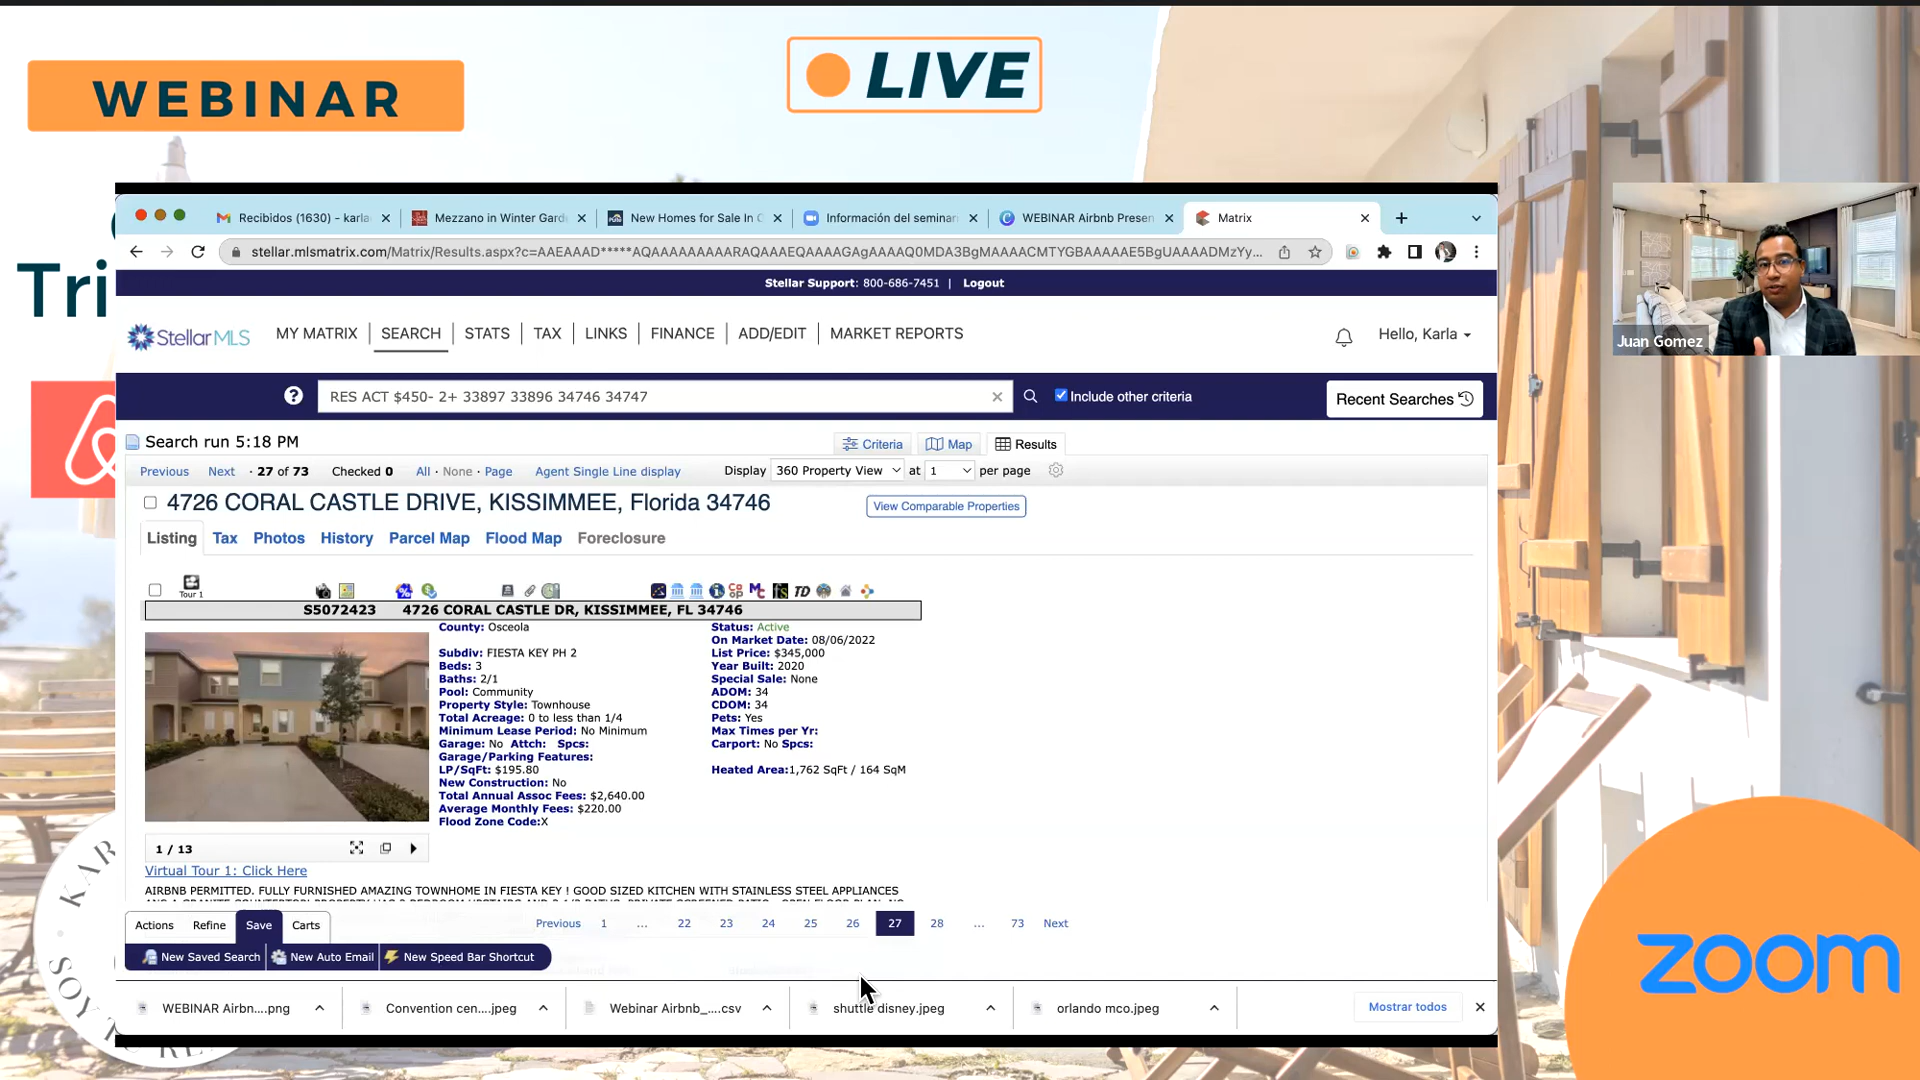 WEBINAR
LIVE
Tri
Recibidos (1630) - karla
Mezzano in Winter Garde
New Homes for Sale In O
Información del seminar
WEBINAR Airbnb Presen
Matrix
stellar.mlsmatrix.com/Matrix/Results.aspx?c=AAEAAAD*****AQAAAAAAAAARAQAAAEQAAAAGAgAAAAQ0MDA3BgMAAAACMTYGBAAAAAE5BgUAAAADMzYy...
Stellar Support: 800-686-7451 | Logout
StellarMLS
MY MATRIX | SEARCH | STATS | TAX | LINKS | FINANCE | ADD/EDIT | MARKET REPORTS
Hello, Karla
RES ACT $450- 2+ 33897 33896 34746 34747
Include other criteria
Recent Searches
Search run 5:18 PM
Criteria
Map
Results
Previous Next · 27 of 73 Checked 0 All · None · Page Agent Single Line display Display 360 Property View at 1 per page
4726 CORAL CASTLE DRIVE, KISSIMMEE, Florida 34746
View Comparable Properties
Listing Tax Photos History Parcel Map Flood Map Foreclosure
Tour 1
S5072423 4726 CORAL CASTLE DR, KISSIMMEE, FL 34746
County: Osceola
Subdiv: FIESTA KEY PH 2
Beds: 3
Baths: 2/1
Pool: Community
Property Style: Townhouse
Total Acreage: 0 to less than 1/4
Minimum Lease Period: No Minimum
Garage: No Attch: Spcs:
Garage/Parking Features:
LP/SqFt: $195.80
New Construction: No
Total Annual Assoc Fees: $2,640.00
Average Monthly Fees: $220.00
Flood Zone Code:X
Status: Active
On Market Date: 08/06/2022
List Price: $345,000
Year Built: 2020
Special Sale: None
ADOM: 34
CDOM: 34
Pets: Yes
Max Times per Yr:
Carport: No Spcs:
Heated Area:1,762 SqFt / 164 SqM
1 / 13
Virtual Tour 1: Click Here
AIRBNB PERMITTED. FULLY FURNISHED AMAZING TOWNHOME IN FIESTA KEY ! GOOD SIZED KITCHEN WITH STAINLESS STEEL APPLIANCES
Actions Refine Save Carts
Previous 1 ... 22 23 24 25 26 27 28 ... 73 Next
New Saved Search
New Auto Email
New Speed Bar Shortcut
WEBINAR Airbn....png
Convention cen....jpeg
Webinar Airbnb_....csv
shuttle disney.jpeg
orlando mco.jpeg
Mostrar todos
Juan Gomez
KAR
SOY TU RE
zoom